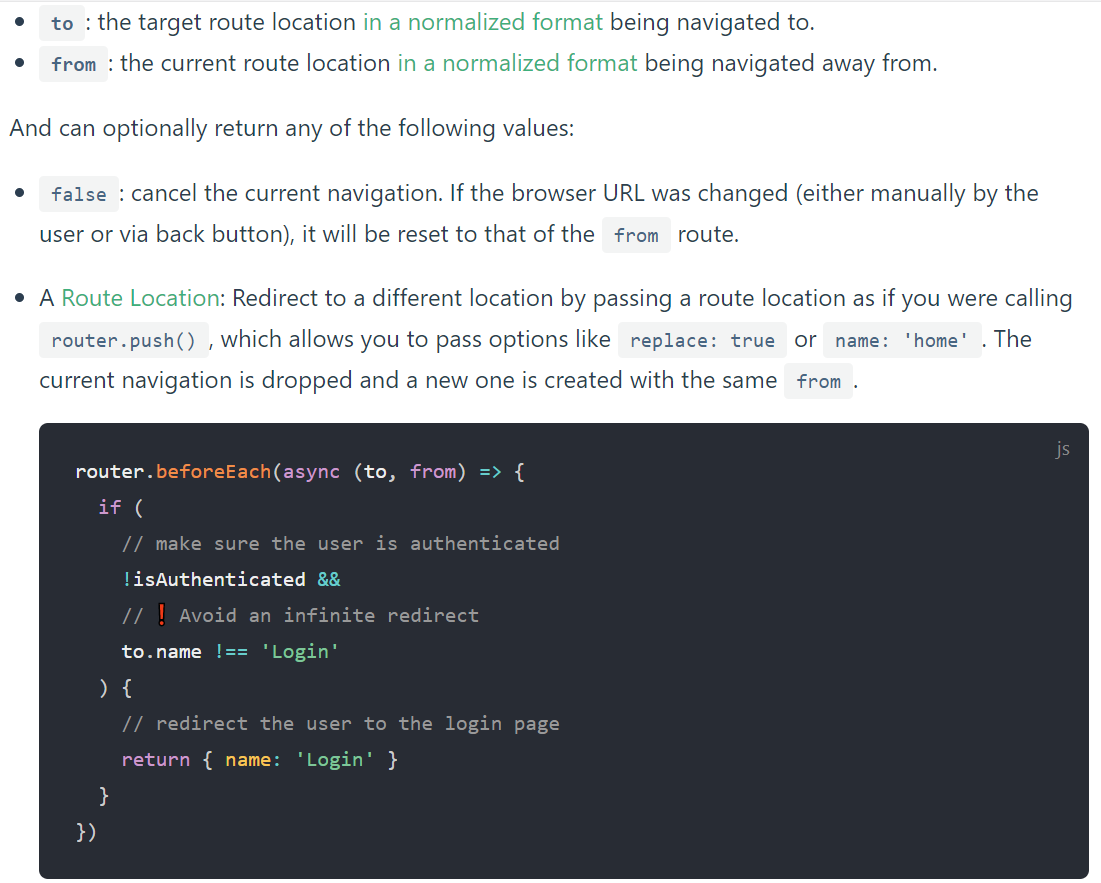 • to : the target route location in a normalized format being navigated to.
• from : the current route location in a normalized format being navigated away from.
And can optionally return any of the following values:
• false : cancel the current navigation. If the browser URL was changed (either manually by the
user or via back button), it will be reset to that of the from route.
• A Route Location: Redirect to a different location by passing a route location as if you were calling
router.push() , which allows you to pass options like replace: true or name: 'home' . The
current navigation is dropped and a new one is created with the same from .
js
router.beforeEach(async (to, from) => {
  if (
    // make sure the user is authenticated
    !isAuthenticated &&
    // ❗ Avoid an infinite redirect
    to.name !== 'Login'
  ) {
    // redirect the user to the login page
    return { name: 'Login' }
  }
})